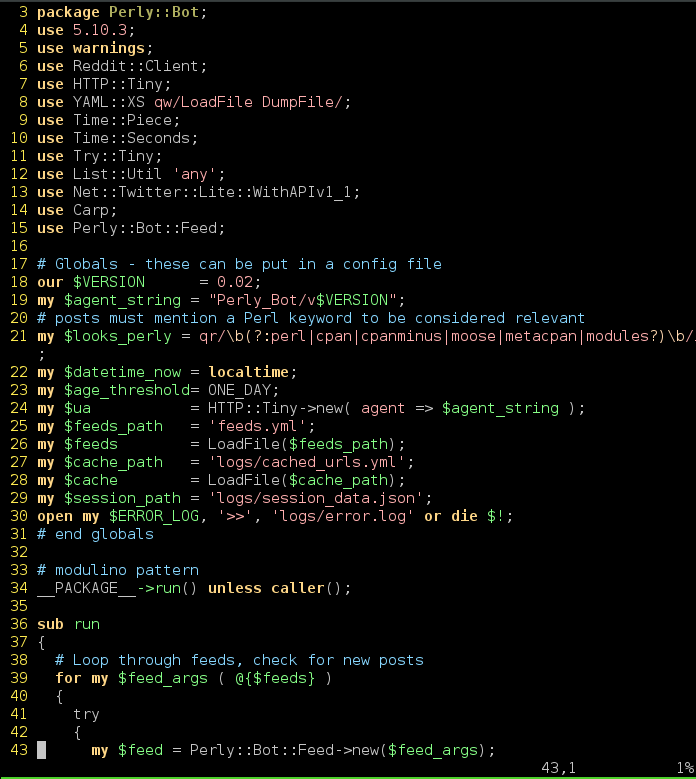 3 package Perly::Bot;
4 use 5.10.3;
5 use warnings;
6 use Reddit::Client;
7 use HTTP::Tiny;
8 use YAML::XS qw/LoadFile DumpFile/;
9 use Time::Piece;
10 use Time::Seconds;
11 use Try::Tiny;
12 use List::Util 'any';
13 use Net::Twitter::Lite::WithAPIv1_1;
14 use Carp;
15 use Perly::Bot::Feed;
16
17 # Globals - these can be put in a config file
18 our $VERSION      = 0.02;
19 my $agent_string = "Perly_Bot/v$VERSION";
20 # posts must mention a Perl keyword to be considered relevant
21 my $looks_perly = qr/\b(?:perl|cpan|cpanminus|moose|metacpan|modules?)\b/
;
22 my $datetime_now = localtime;
23 my $age_threshold= ONE_DAY;
24 my $ua           = HTTP::Tiny->new( agent => $agent_string );
25 my $feeds_path   = 'feeds.yml';
26 my $feeds        = LoadFile($feeds_path);
27 my $cache_path   = 'logs/cached_urls.yml';
28 my $cache        = LoadFile($cache_path);
29 my $session_path = 'logs/session_data.json';
30 open my $ERROR_LOG, '>>', 'logs/error.log' or die $!;
31 # end globals
32
33 # modulino pattern
34 __PACKAGE__->run() unless caller();
35
36 sub run
37 {
38   # Loop through feeds, check for new posts
39   for my $feed_args ( @{$feeds} )
40   {
41     try
42     {
43       my $feed = Perly::Bot::Feed->new($feed_args);
43,1 1%